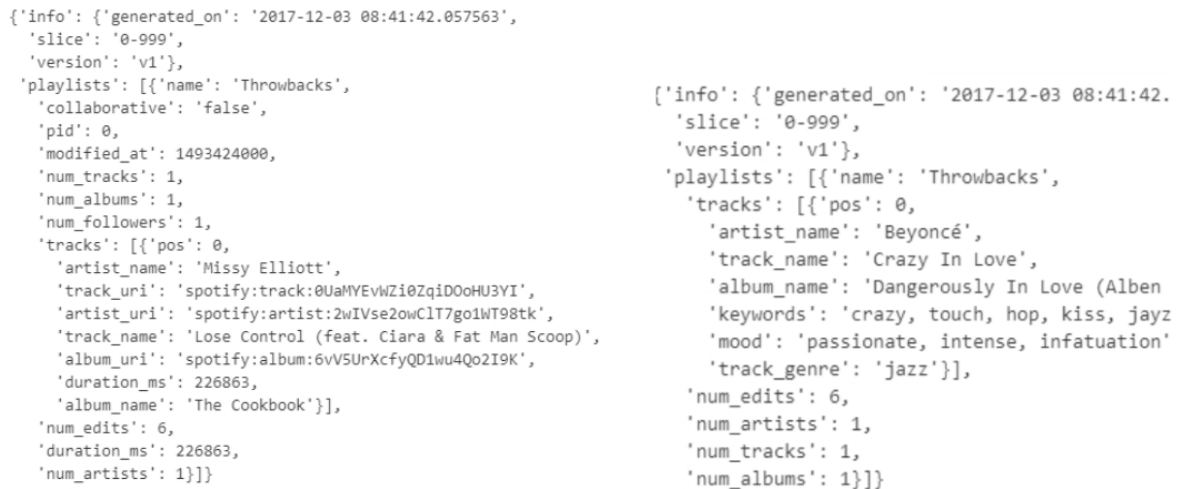 {'info': {'generated_on': '2017-12-03 08:41:42.057563',
'slice': '0-999',
'version': 'v1'},
'playlists': [{'name': 'Throwbacks',
'collaborative': 'false',
'pid': 0,
'modified_at': 1493424000,
'num_tracks': 1,
'num_albums': 1,
'num_followers': 1,
'tracks': [{'pos': 0,
'artist_name': 'Missy Elliott',
'track_uri': 'spotify:track:0UaMYEvWZi0ZqiDOoHU3YI',
'artist_uri': 'spotify:artist:2wIVse2owClT7go1WT98tk',
'track_name': 'Lose Control (feat. Ciara & Fat Man Scoop)',
'album_uri': 'spotify:album:6vV5UrXcfyQD1wu4Qo2I9K',
'duration_ms': 226863,
'album_name': 'The Cookbook'}],
'num_edits': 6,
'duration_ms': 226863,
'num_artists': 1}]}
{'info': {'generated_on': '2017-12-03 08:41:42.
'slice': '0-999',
'version': 'v1'},
'playlists': [{'name': 'Throwbacks',
'tracks': [{'pos': 0,
'artist_name': 'Beyoncé',
'track_name': 'Crazy In Love',
'album_name': 'Dangerously In Love (Alben
'keywords': 'crazy, touch, hop, kiss, jayz
'mood': 'passionate, intense, infatuation'
'track_genre': 'jazz'}],
'num_edits': 6,
'num_artists': 1,
'num_tracks': 1,
'num_albums': 1}]}